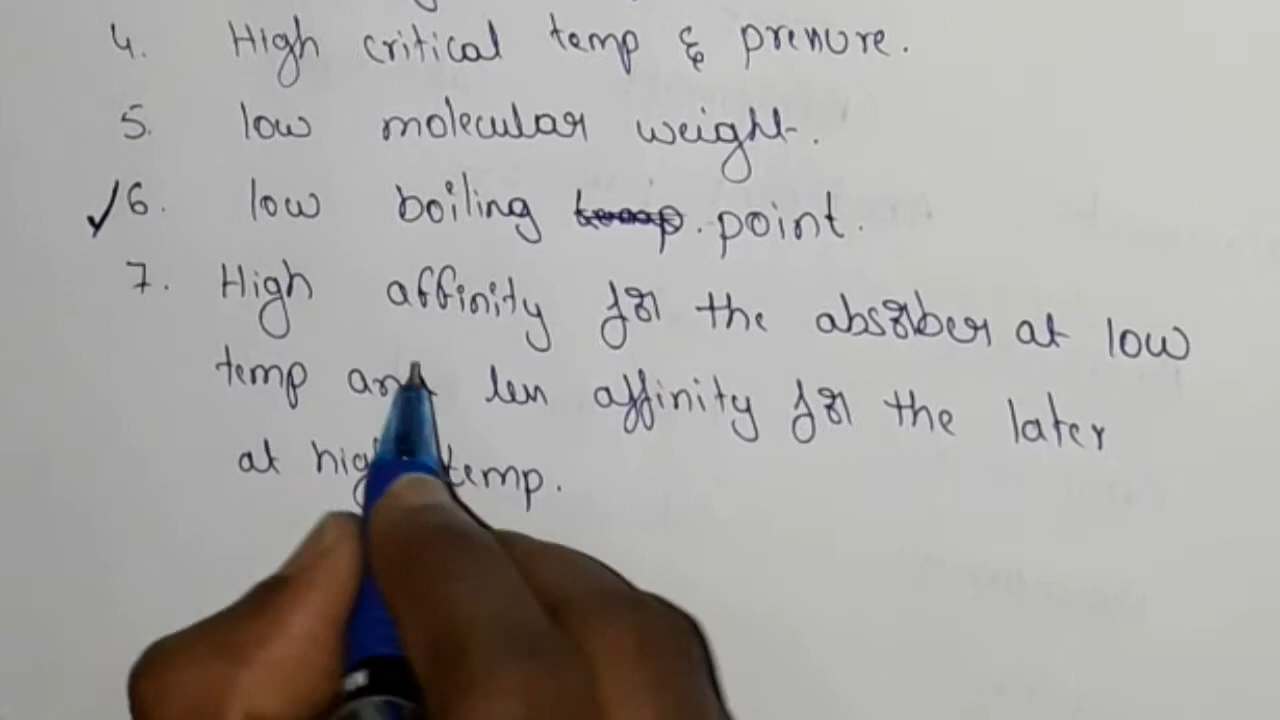 4. High critical temp & pressure.
5. low molecular weight.
6. low boiling point.
7. High affinity for the absorber at low
temp and less affinity for the later
at high temp.